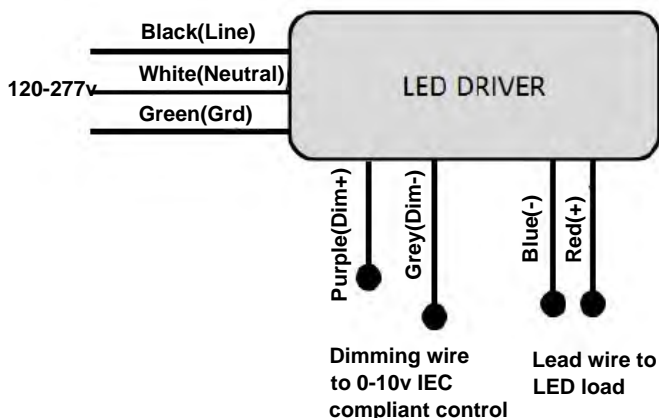 Black(Line)
White(Neutral)
120-277v
Green(Grd)
LED DRIVER
Purple(Dim+)
Grey(Dim-)
Blue(-)
Red(+)
Dimming wire
to 0-10v IEC
compliant control
Lead wire to
LED load